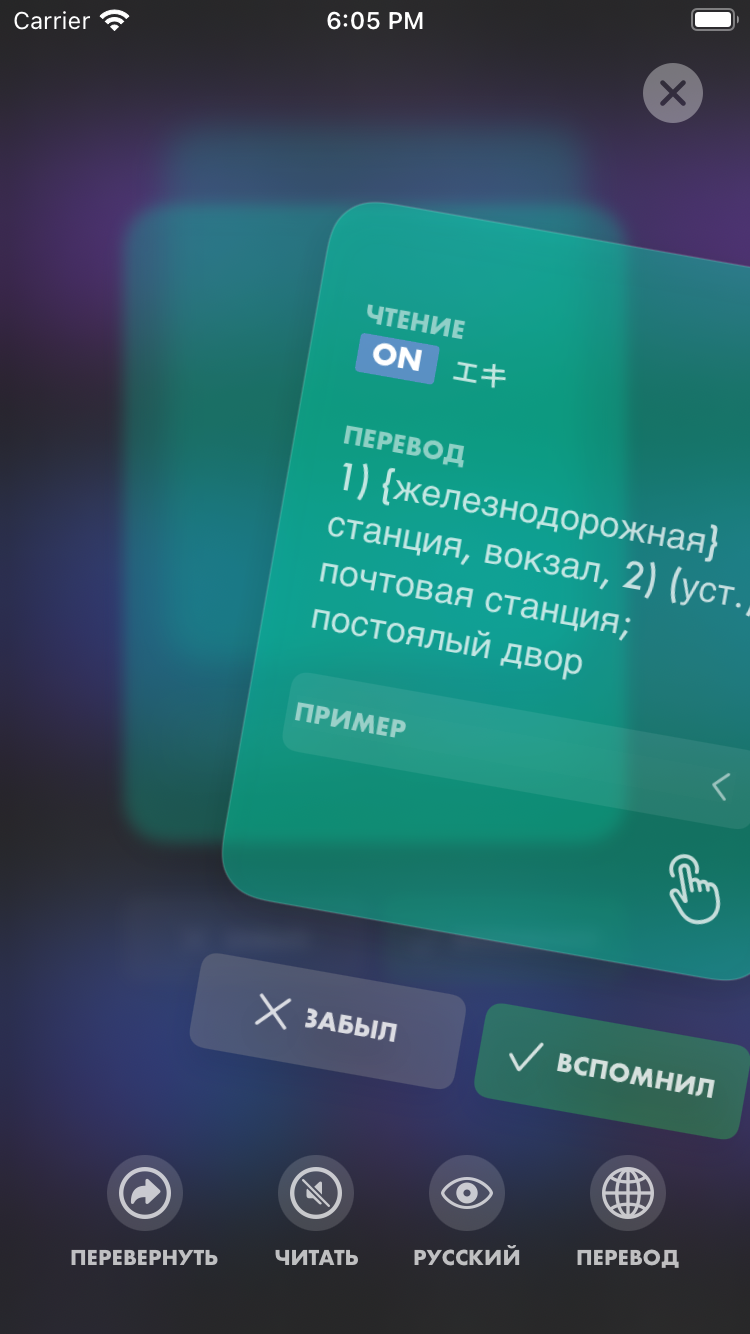 Carrier
6:05 PM
ЧТЕНИЕ
ON エキ
ПЕРЕВОД
1) {железнодорожная}
станция, вокзал, 2) (уст.)
почтовая станция;
постоялый двор
ПРИМЕР
ЗАБЫЛ
ВСПОМНИЛ
ПЕРЕВЕРНУТЬ
ЧИТАТЬ
РУССКИЙ
ПЕРЕВОД